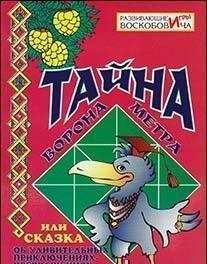 РАЗВИВАЮЩИЕ ИГРЫ
ВОСКОБОВИЧА
ТАЙНА
ВОРОНА МЕТРА
ИЛИ
СКАЗКА
ОБ УДИВИТЕЛЬНЫХ
ПРИКЛЮЧЕНИЯХ